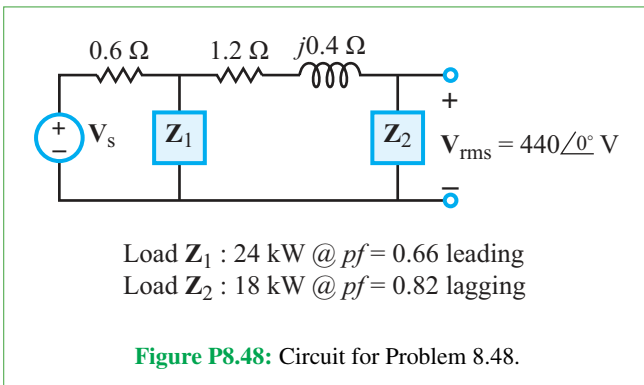 0.6 Ω 1.2 Ω j0.4 Ω
+
−
Vs
Z1
Z2
+
Vrms = 440∠0° V
−
Load Z1 : 24 kW @ pf = 0.66 leading
Load Z2 : 18 kW @ pf = 0.82 lagging
Figure P8.48: Circuit for Problem 8.48.